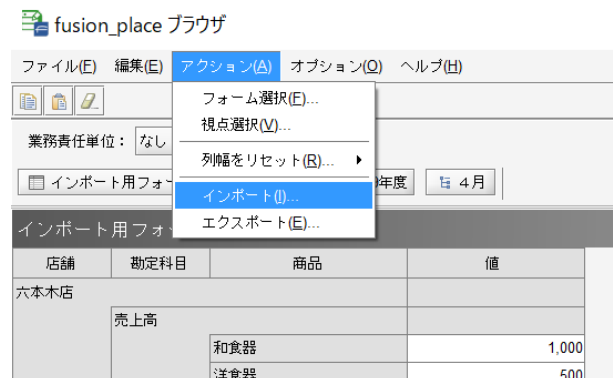 fusion_place ブラウザ
ファイル(F) 編集(E) アクション(A) オプション(O) ヘルプ(H)
フォーム選択(F)...
視点選択(V)...
業務責任単位： なし
列幅をリセット(R)...
インポート用フォー
年度
4月
インポート(I)...
エクスポート(E)...
インポート用フォ
店舗 勘定科目 商品 値
六本木店
売上高
和食器 1,000
洋食器 500